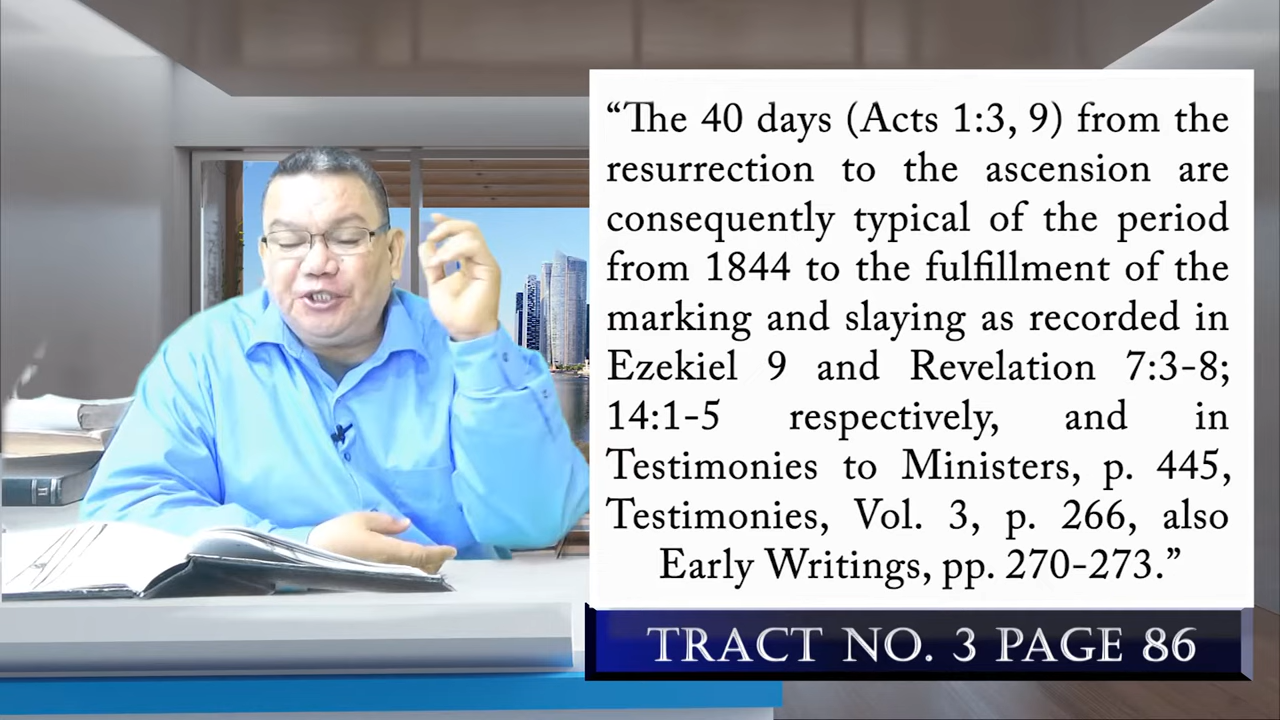 “The 40 days (Acts 1:3, 9) from the
resurrection to the ascension are
consequently typical of the period
from 1844 to the fulfillment of the
marking and slaying as recorded in
Ezekiel 9 and Revelation 7:3-8;
14:1-5 respectively, and in
Testimonies to Ministers, p. 445,
Testimonies, Vol. 3, p. 266, also
Early Writings, pp. 270-273.”
TRACT NO. 3 PAGE 86